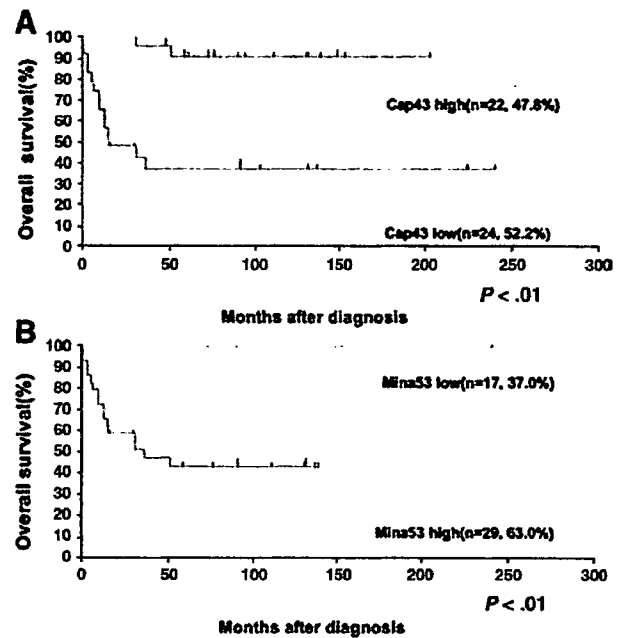 A
Overall survival(%)
100
90
80
70
60
50
40
30
20
10
0
0 50 100 150 200 250 300
Cap43 high(n=22, 47.8%)
Cap43 low(n=24, 52.2%)
P < .01
Months after diagnosis
B
Overall survival(%)
100
90
80
70
60
50
40
30
20
10
0
0 50 100 150 200 250 300
Mina53 low(n=17, 37.0%)
Mina53 high(n=29, 63.0%)
P < .01
Months after diagnosis